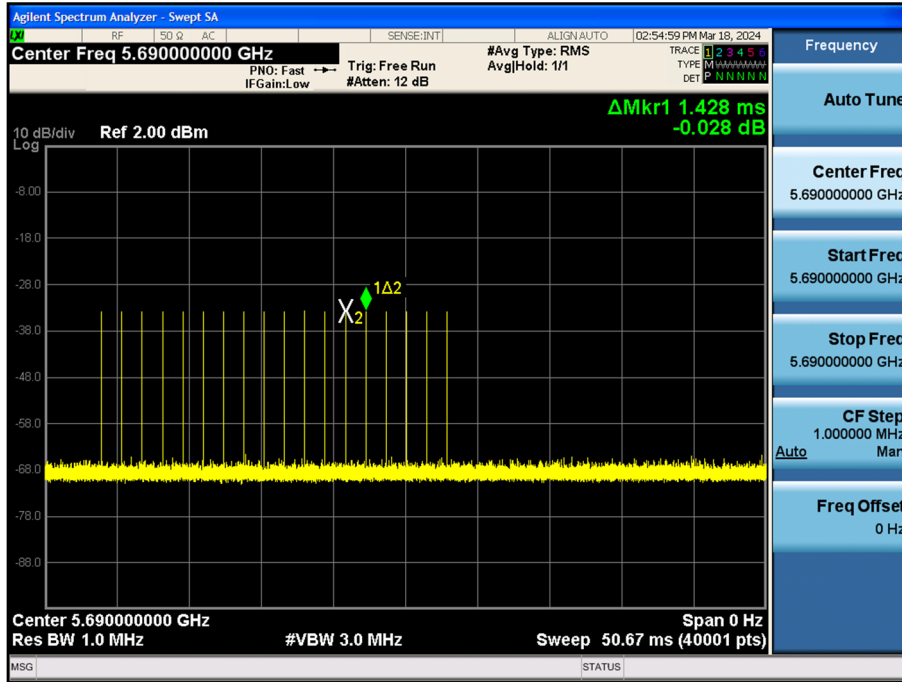 Agilent Spectrum Analyzer - Swept SA
LXI RF 50 Ω AC SENSE:INT ALIGN AUTO 02:54:59 PM Mar 18, 2024
Center Freq 5.690000000 GHz
PNO: Fast
IFGain:Low
Trig: Free Run
#Atten: 12 dB
#Avg Type: RMS
Avg|Hold: 1/1
TRACE 1 2 3 4 5 6
TYPE M
DET P N N N N N
ΔMkr1 1.428 ms
-0.028 dB
10 dB/div
Log
Ref 2.00 dBm
-8.00
-18.0
-28.0
-38.0
-48.0
-58.0
-68.0
-78.0
-88.0
1Δ2
X2
Center 5.690000000 GHz
Span 0 Hz
Res BW 1.0 MHz
#VBW 3.0 MHz
Sweep 50.67 ms (40001 pts)
MSG
STATUS
Frequency
Auto Tune
Center Freq
5.690000000 GHz
Start Freq
5.690000000 GHz
Stop Freq
5.690000000 GHz
CF Step
1.000000 MHz
Auto Man
Freq Offset
0 Hz